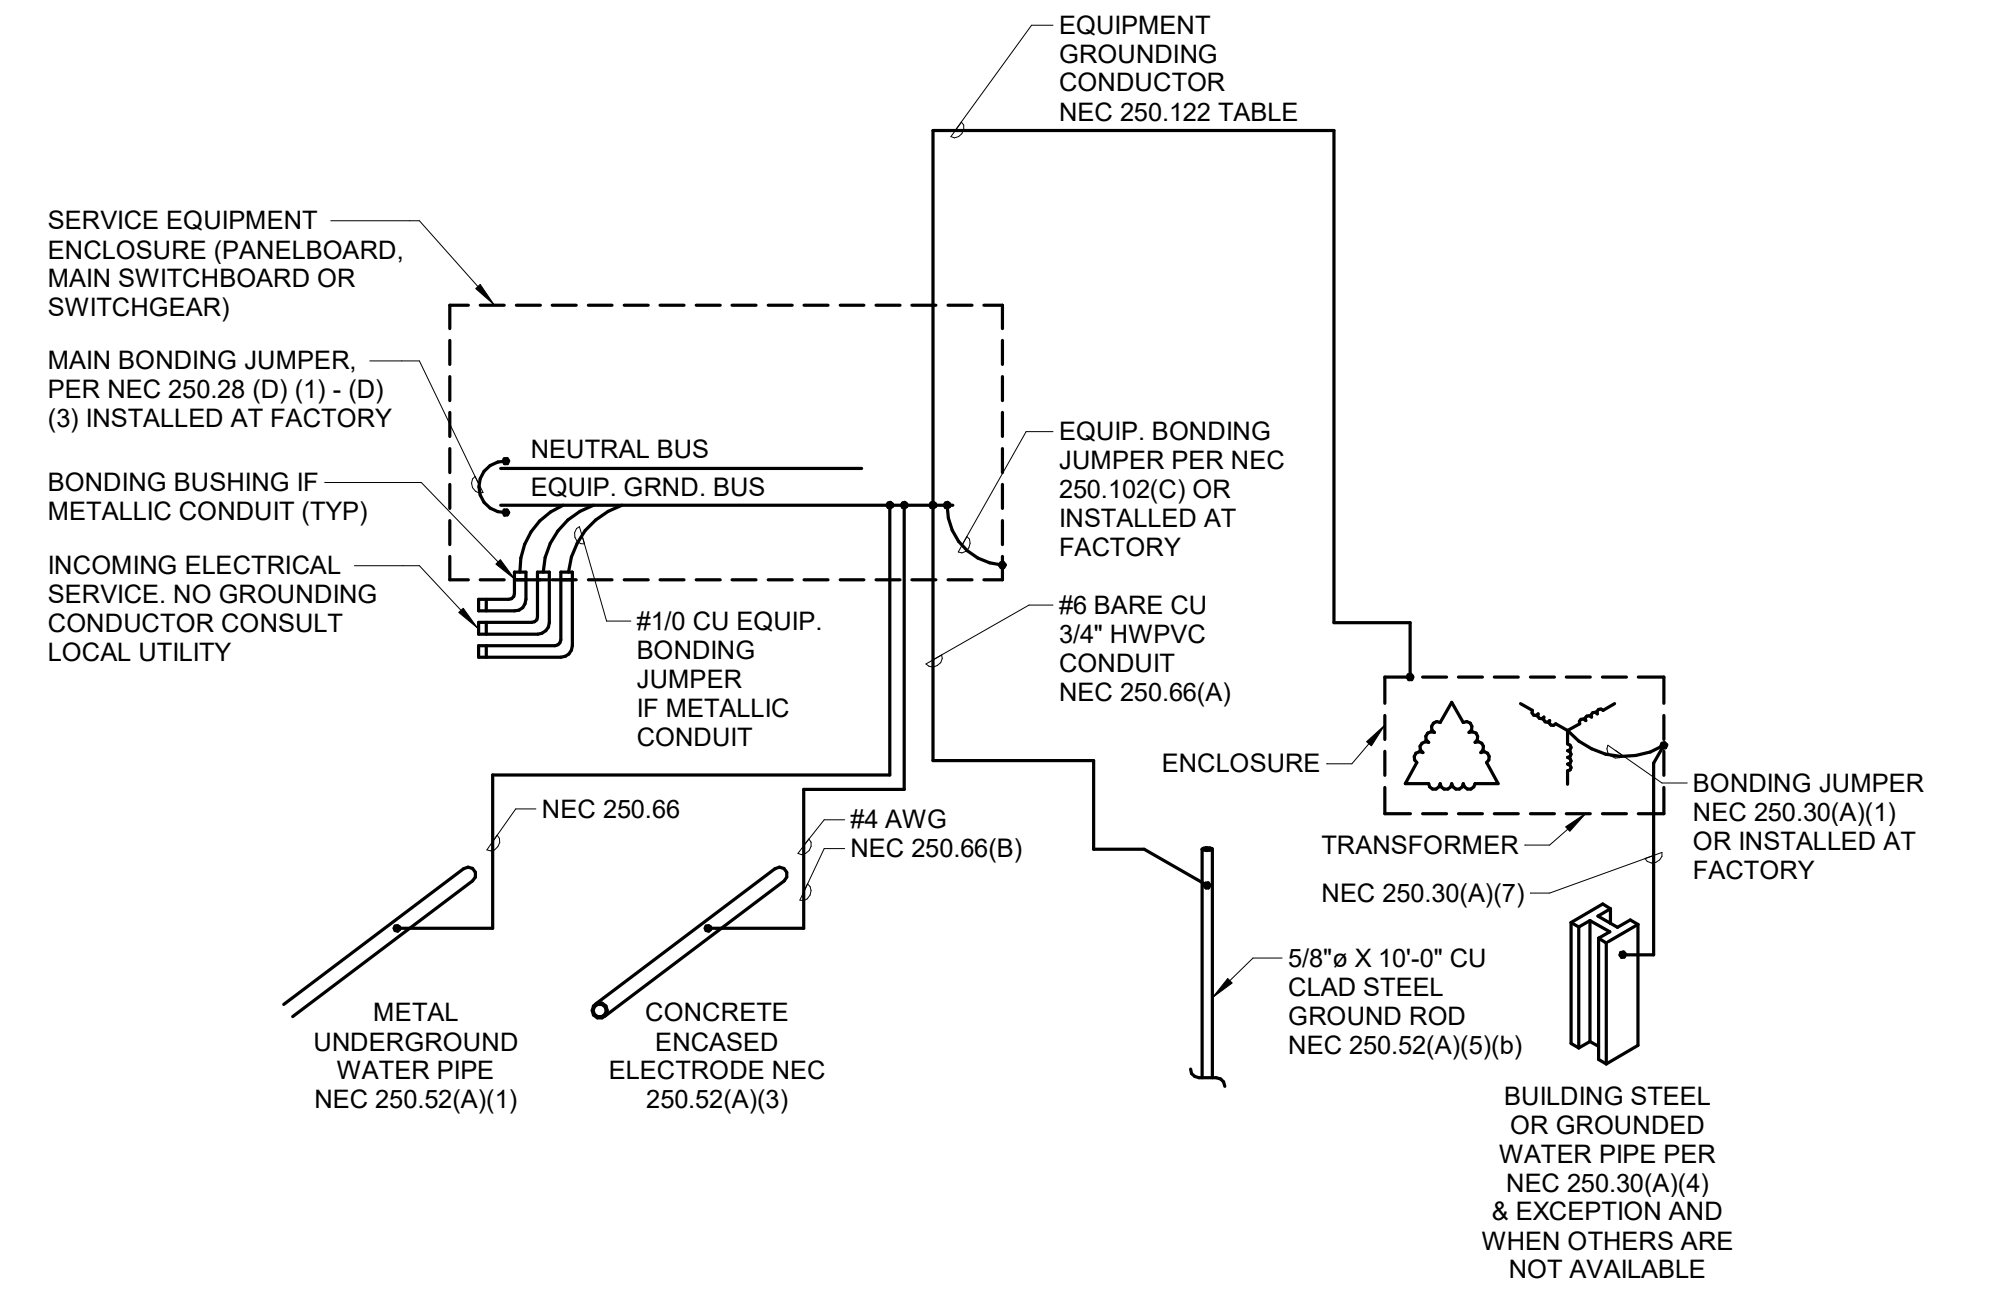 EQUIPMENT
GROUNDING
CONDUCTOR
NEC 250.122 TABLE
SERVICE EQUIPMENT
ENCLOSURE (PANELBOARD,
MAIN SWITCHBOARD OR
SWITCHGEAR)
MAIN BONDING JUMPER,
PER NEC 250.28 (D) (1) - (D)
(3) INSTALLED AT FACTORY
BONDING BUSHING IF
METALLIC CONDUIT (TYP)
INCOMING ELECTRICAL
SERVICE. NO GROUNDING
CONDUCTOR CONSULT
LOCAL UTILITY
NEUTRAL BUS
EQUIP. GRND. BUS
EQUIP. BONDING
JUMPER PER NEC
250.102(C) OR
INSTALLED AT
FACTORY
#1/0 CU EQUIP.
BONDING
JUMPER
IF METALLIC
CONDUIT
#6 BARE CU
3/4" HWPVC
CONDUIT
NEC 250.66(A)
ENCLOSURE
TRANSFORMER
NEC 250.30(A)(7)
BONDING JUMPER
NEC 250.30(A)(1)
OR INSTALLED AT
FACTORY
NEC 250.66
#4 AWG
NEC 250.66(B)
METAL
UNDERGROUND
WATER PIPE
NEC 250.52(A)(1)
CONCRETE
ENCASED
ELECTRODE NEC
250.52(A)(3)
5/8"ø X 10'-0" CU
CLAD STEEL
GROUND ROD
NEC 250.52(A)(5)(b)
BUILDING STEEL
OR GROUNDED
WATER PIPE PER
NEC 250.30(A)(4)
& EXCEPTION AND
WHEN OTHERS ARE
NOT AVAILABLE